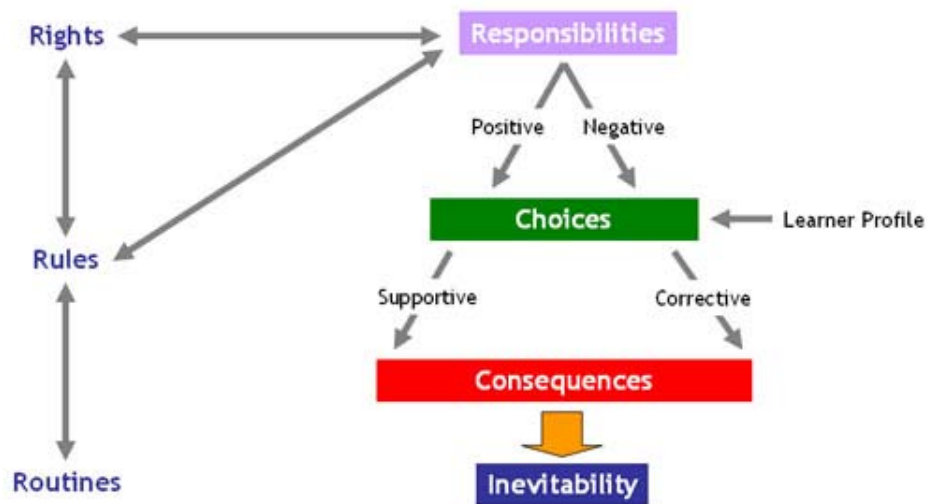 Rights
Responsibilities
Positive
Negative
Choices
Learner Profile
Rules
Supportive
Corrective
Consequences
Routines
Inevitability